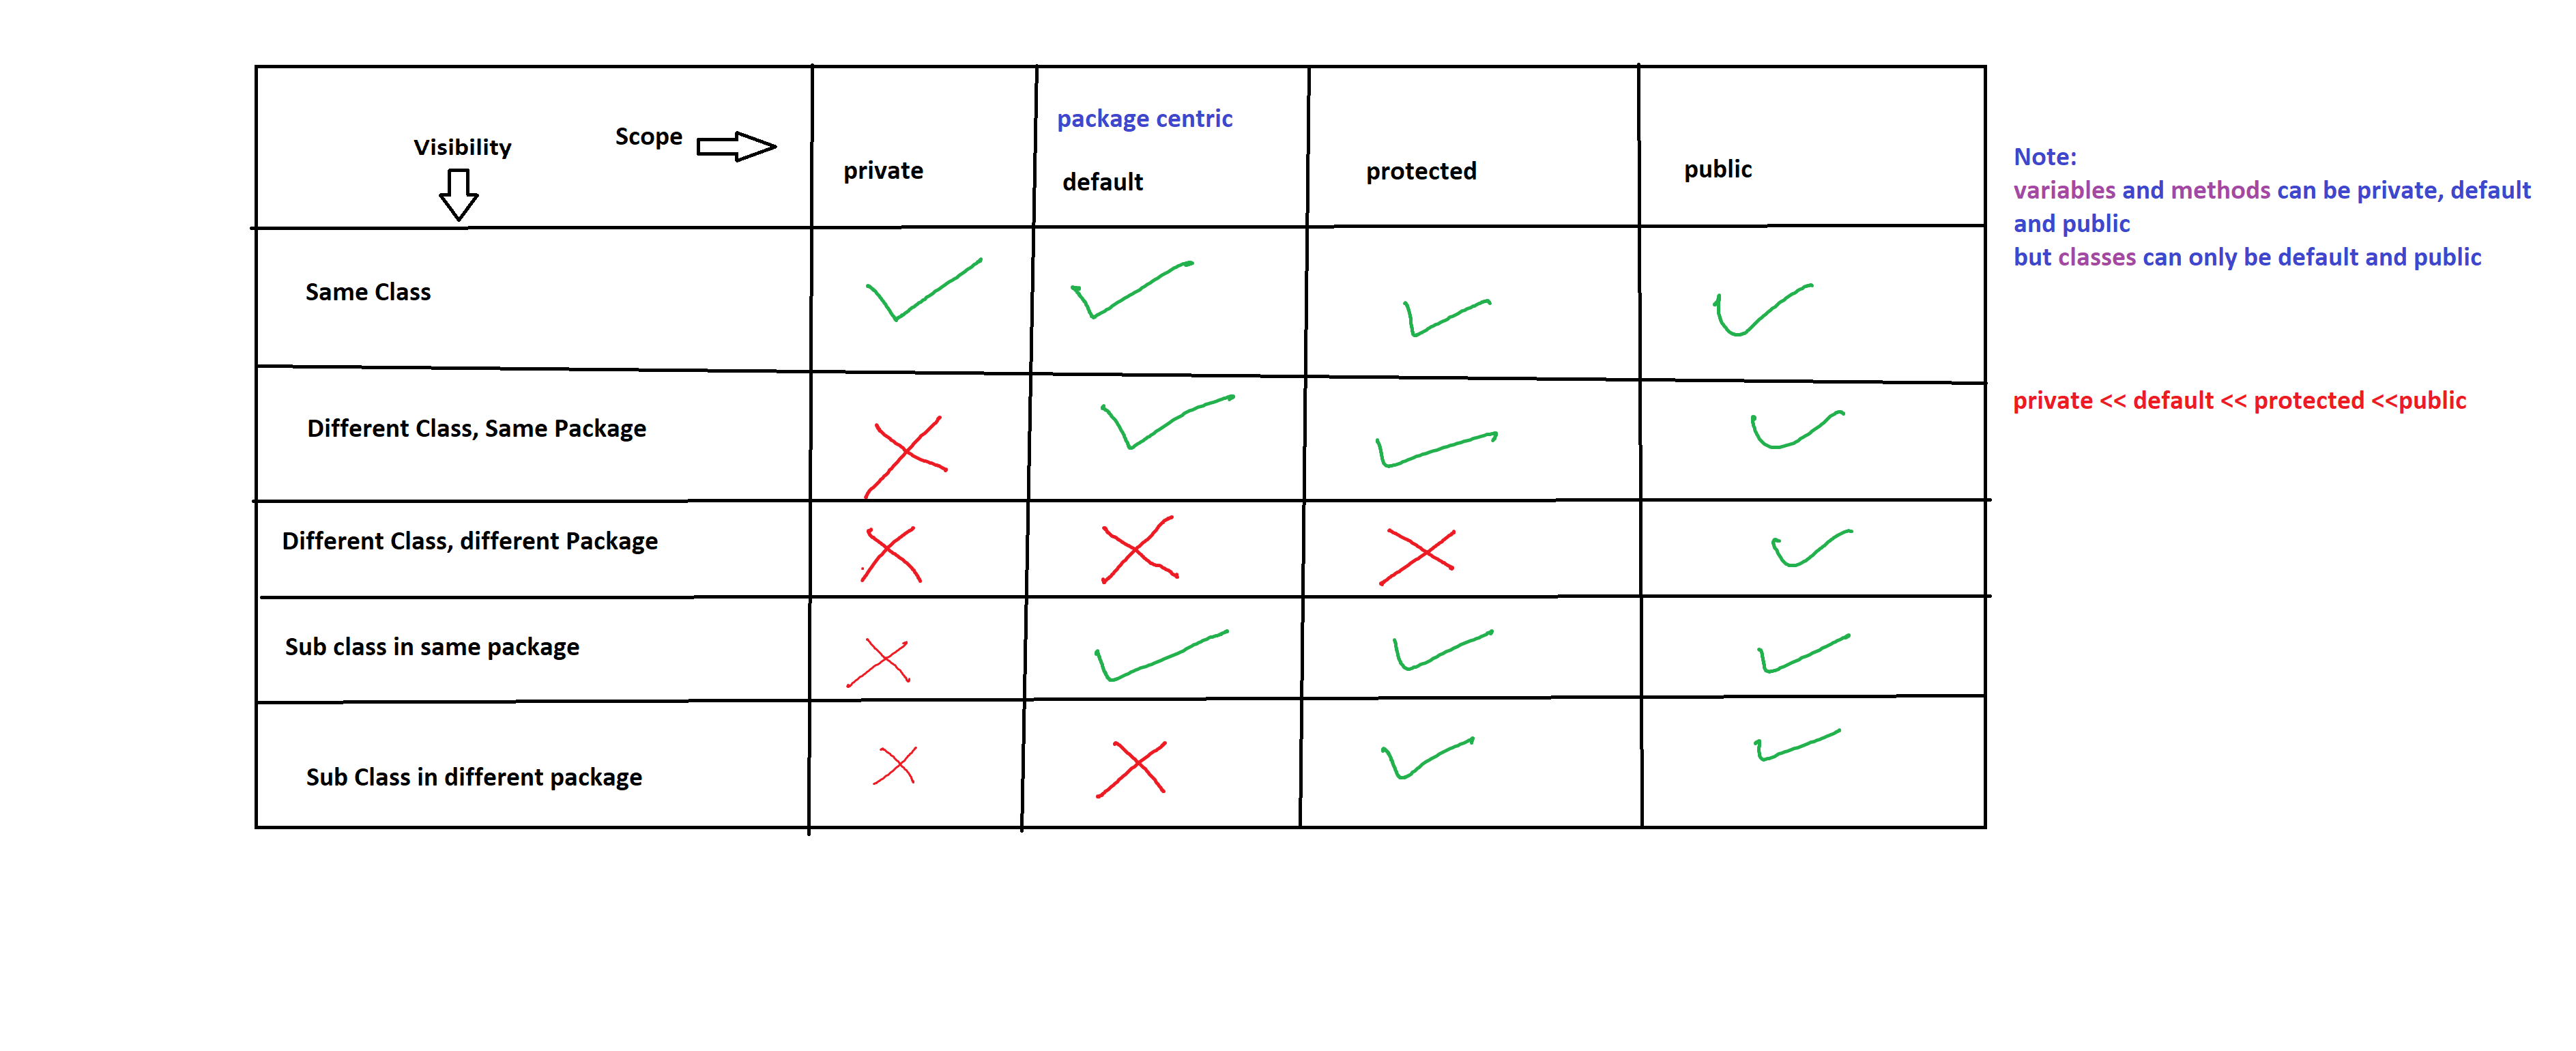 Visibility
Scope
private
package centric
default
protected
public
Same Class
Different Class, Same Package
Different Class, different Package
Sub class in same package
Sub Class in different package
Note:
variables and methods can be private, default
and public
but classes can only be default and public
private << default << protected <<public